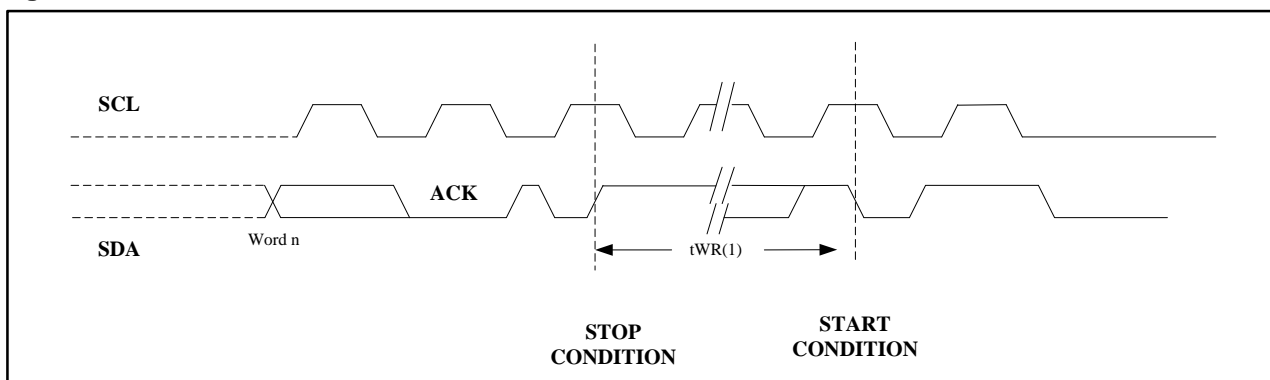 SCL
ACK
SDA
Word n
tWR(1)
STOP
CONDITION
START
CONDITION